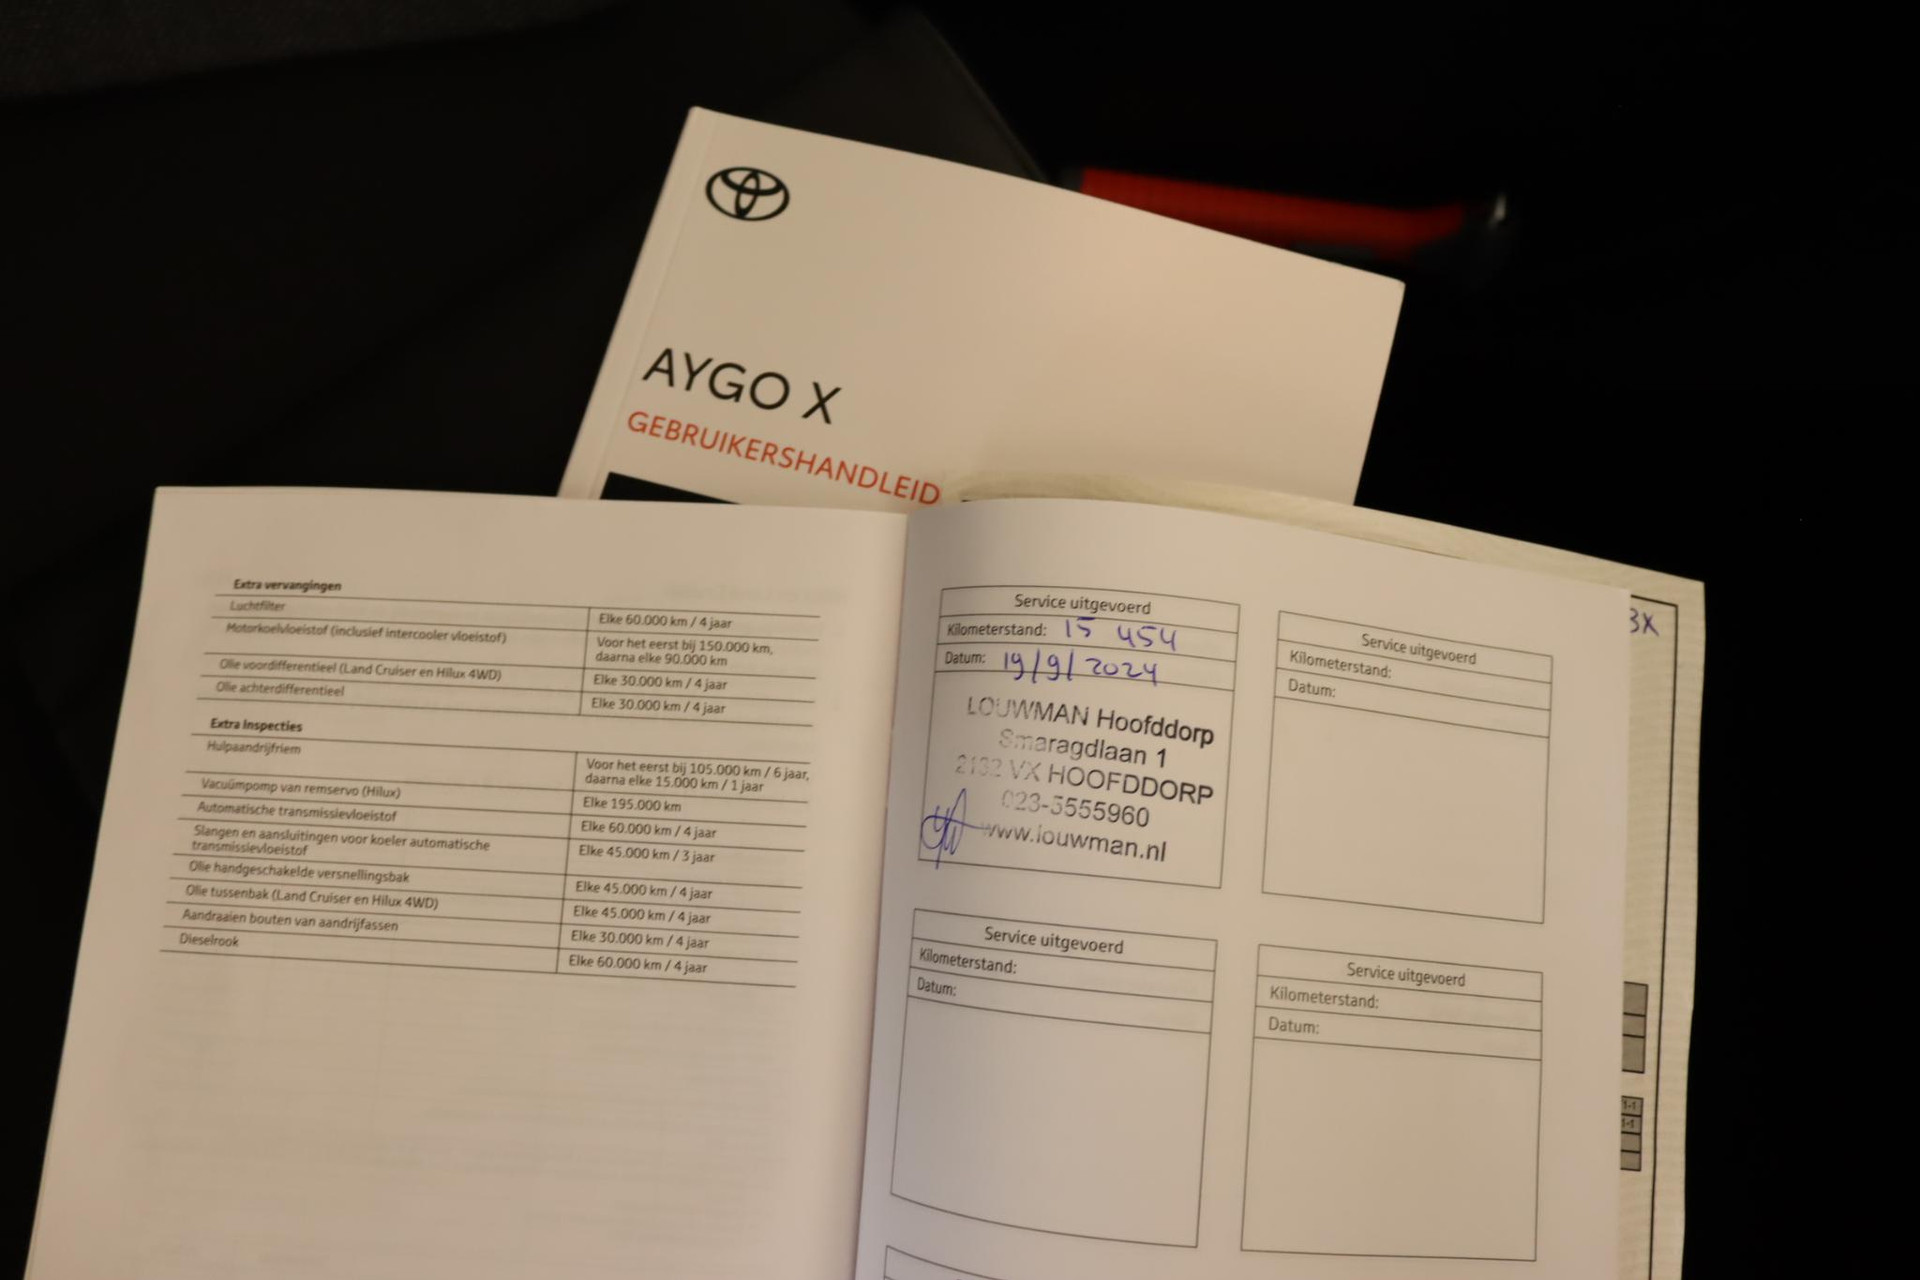 AYGO X
GEBRUIKERSHANDLEID
Extra vervangingen
Luchtfilter Elke 60.000 km / 4 jaar
Motorkoelvloeistof (inclusief intercooler vloeistof) Voor het eerst bij 150.000 km,
daarna elke 90.000 km
Olie voordifferentieel (Land Cruiser en Hilux 4WD) Elke 30.000 km / 4 jaar
Olie achterdifferentieel Elke 30.000 km / 4 jaar
Extra Inspecties
Hulpaandrijfriem Voor het eerst bij 105.000 km / 6 jaar,
daarna elke 15.000 km / 1 jaar
Vacuümpomp van remservo (Hilux) Elke 195.000 km
Automatische transmissievloeistof Elke 60.000 km / 4 jaar
Slangen en aansluitingen voor koeler automatische Elke 45.000 km / 3 jaar
transmissievloeistof
Olie handgeschakelde versnellingsbak Elke 45.000 km / 4 jaar
Olie tussenbak (Land Cruiser en Hilux 4WD) Elke 45.000 km / 4 jaar
Aandraaien bouten van aandrijfassen Elke 30.000 km / 4 jaar
Dieselrook Elke 60.000 km / 4 jaar
Service uitgevoerd
Kilometerstand: 15 454
Datum: 19/9/2024
LOUWMAN Hoofddorp
Smaragdlaan 1
2132 VX HOOFDDORP
023-5555960
www.louwman.nl
Service uitgevoerd
Kilometerstand:
Datum:
Service uitgevoerd
Kilometerstand:
Datum:
Service uitgevoerd
Kilometerstand:
Datum:
3X
1-1
1-1